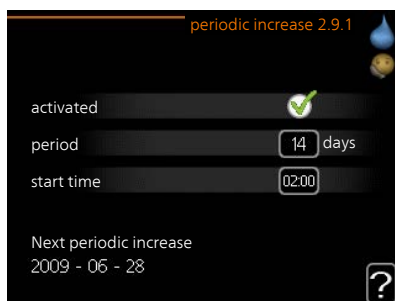 periodic increase 2.9.1
activated
period 14 days
start time 02:00
Next periodic increase
2009 - 06 - 28
?